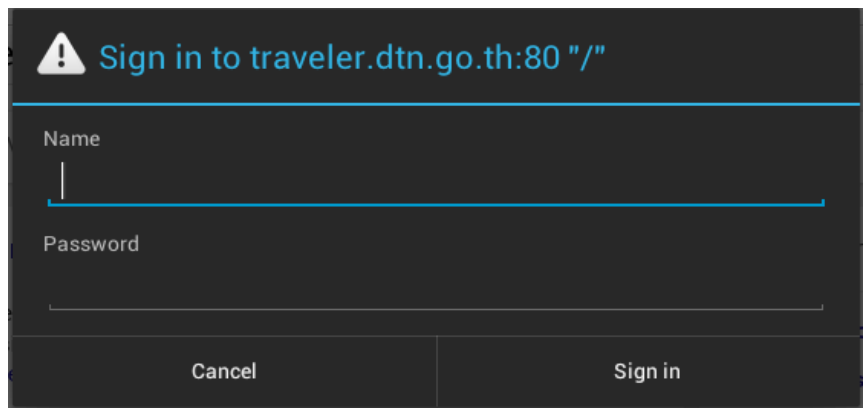 Sign in to traveler.dtn.go.th:80 "/"
Name
Password
Cancel
Sign in